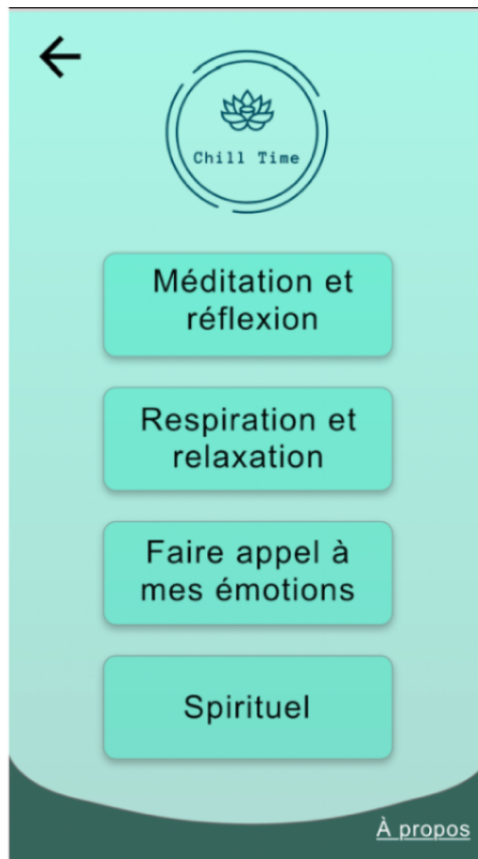 Chill Time
Méditation et
réflexion
Respiration et
relaxation
Faire appel à
mes émotions
Spirituel
À propos